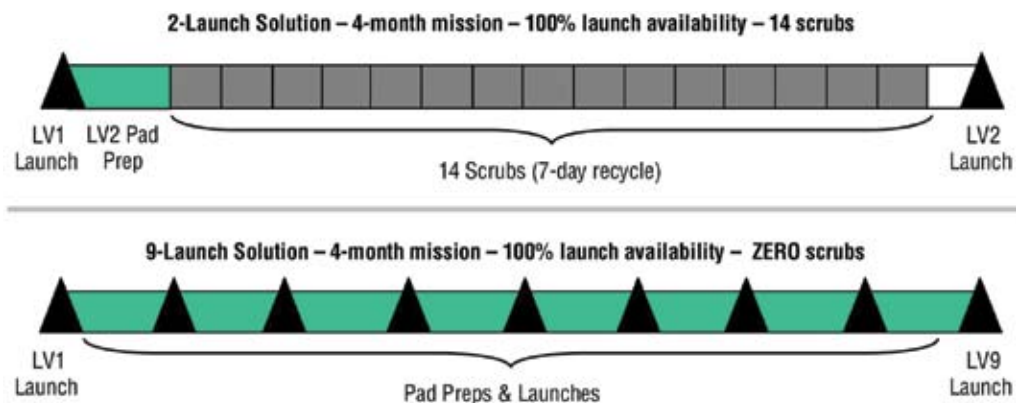 2-Launch Solution – 4-month mission – 100% launch availability – 14 scrubs
LV1
Launch
LV2 Pad
Prep
14 Scrubs (7-day recycle)
LV2
Launch
9-Launch Solution – 4-month mission – 100% launch availability – ZERO scrubs
LV1
Launch
Pad Preps & Launches
LV9
Launch